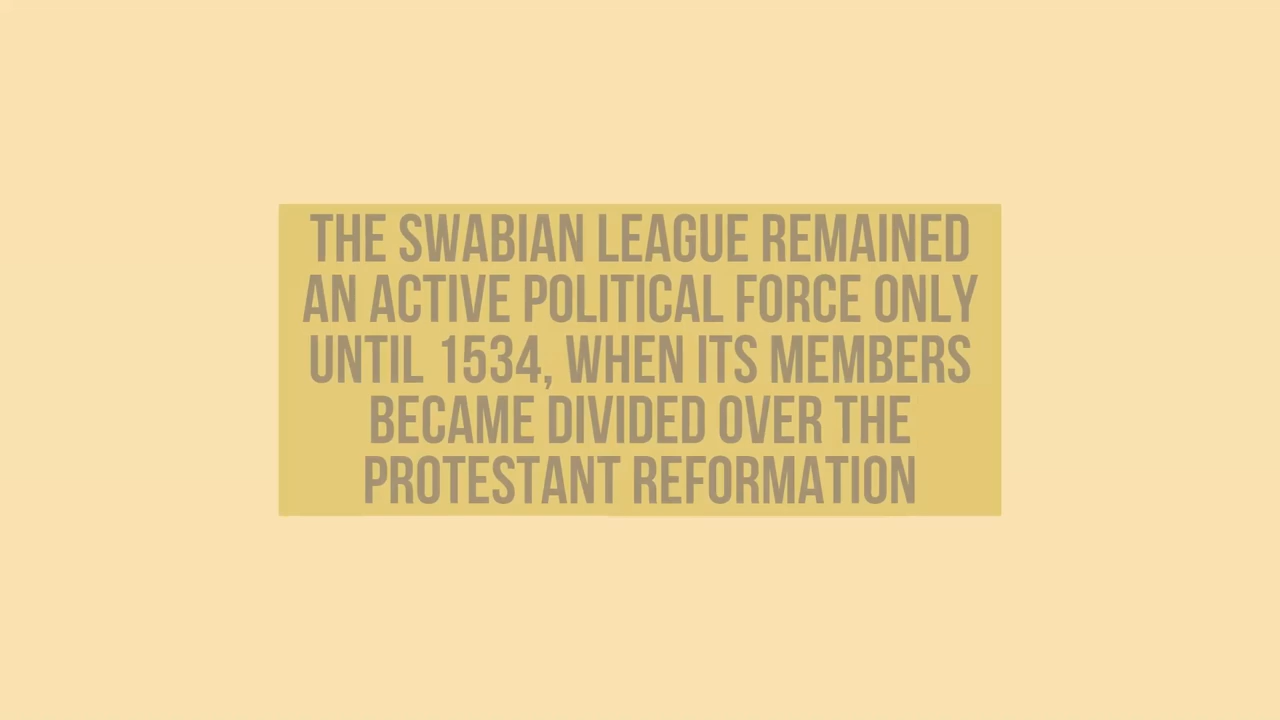 THE SWABIAN LEAGUE REMAINED
AN ACTIVE POLITICAL FORCE ONLY
UNTIL 1534, WHEN ITS MEMBERS
BECAME DIVIDED OVER THE
PROTESTANT REFORMATION